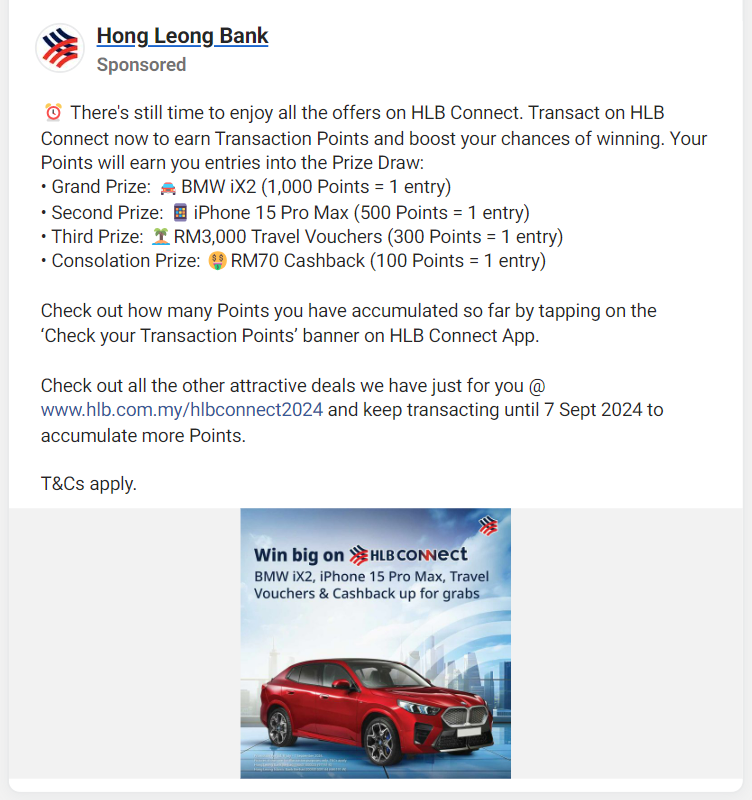 Hong Leong Bank
Sponsored
⏰ There's still time to enjoy all the offers on HLB Connect. Transact on HLB
Connect now to earn Transaction Points and boost your chances of winning. Your
Points will earn you entries into the Prize Draw:
• Grand Prize: 🚘 BMW iX2 (1,000 Points = 1 entry)
• Second Prize: 📱 iPhone 15 Pro Max (500 Points = 1 entry)
• Third Prize: 🏝️ RM3,000 Travel Vouchers (300 Points = 1 entry)
• Consolation Prize: 🤑 RM70 Cashback (100 Points = 1 entry)
Check out how many Points you have accumulated so far by tapping on the
‘Check your Transaction Points’ banner on HLB Connect App.
Check out all the other attractive deals we have just for you @
www.hlb.com.my/hlbconnect2024 and keep transacting until 7 Sept 2024 to
accumulate more Points.
T&Cs apply.
Win big on HLB CONNECT
BMW iX2, iPhone 15 Pro Max, Travel
Vouchers & Cashback up for grabs